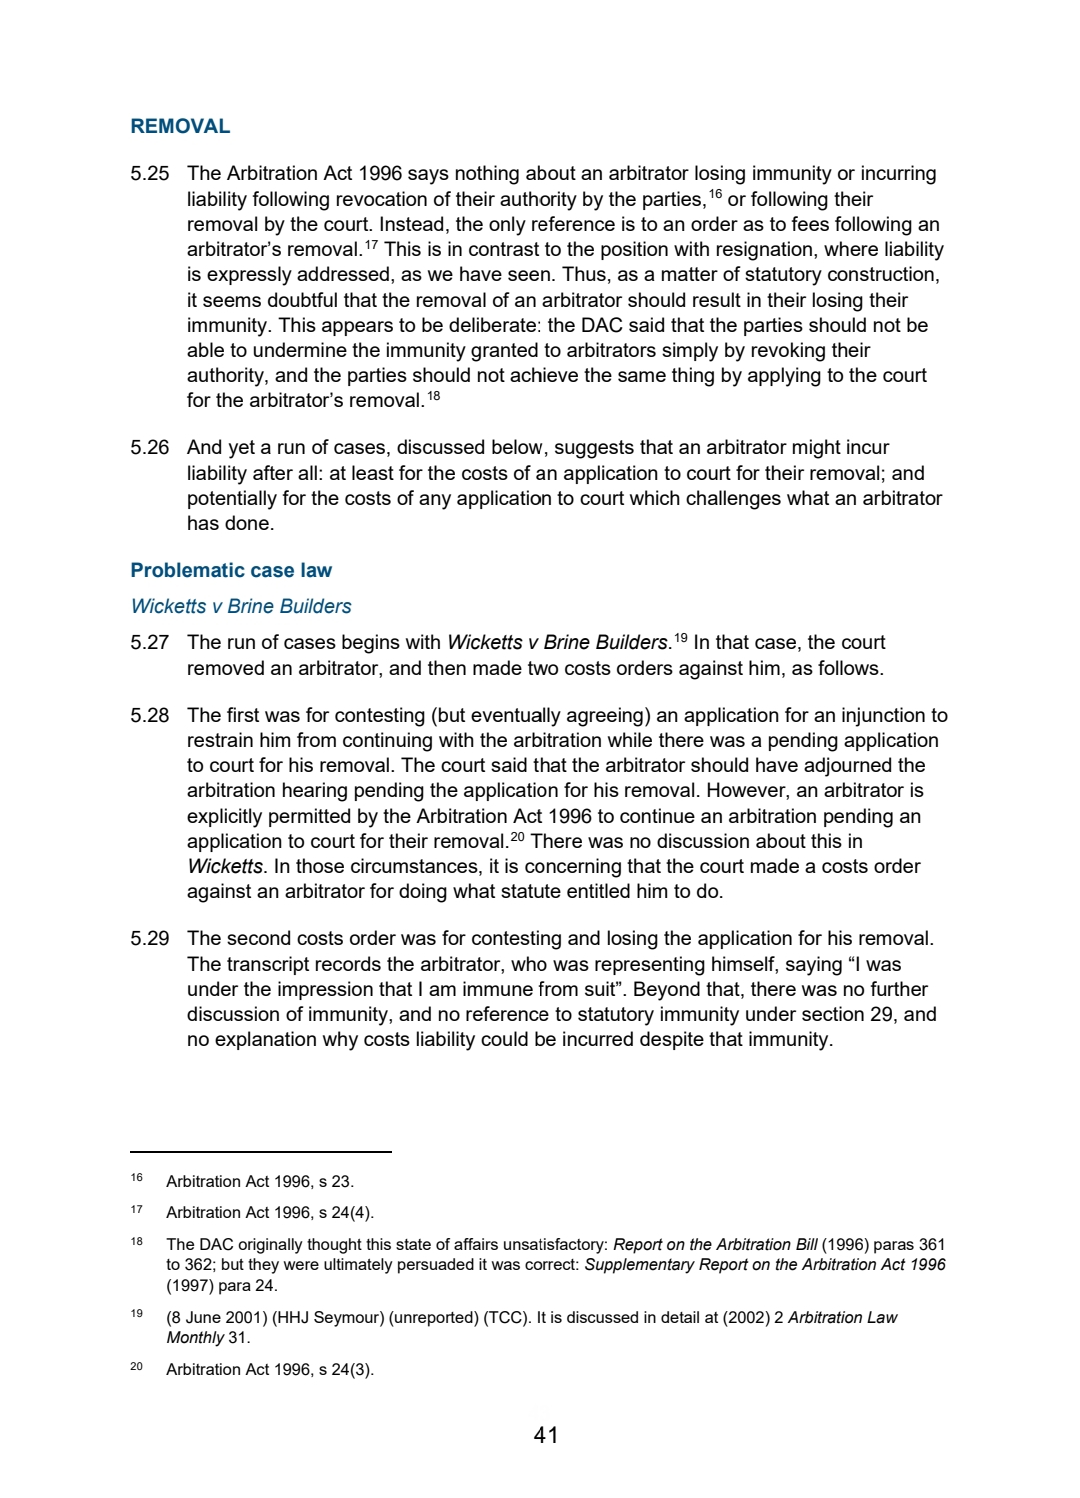 REMOVAL
5.25 The Arbitration Act 1996 says nothing about an arbitrator losing immunity or incurring
liability following revocation of their authority by the parties,16 or following their
removal by the court. Instead, the only reference is to an order as to fees following an
arbitrator’s removal.17 This is in contrast to the position with resignation, where liability
is expressly addressed, as we have seen. Thus, as a matter of statutory construction,
it seems doubtful that the removal of an arbitrator should result in their losing their
immunity. This appears to be deliberate: the DAC said that the parties should not be
able to undermine the immunity granted to arbitrators simply by revoking their
authority, and the parties should not achieve the same thing by applying to the court
for the arbitrator’s removal.18
5.26 And yet a run of cases, discussed below, suggests that an arbitrator might incur
liability after all: at least for the costs of an application to court for their removal; and
potentially for the costs of any application to court which challenges what an arbitrator
has done.
Problematic case law
Wicketts v Brine Builders
5.27 The run of cases begins with Wicketts v Brine Builders.19 In that case, the court
removed an arbitrator, and then made two costs orders against him, as follows.
5.28 The first was for contesting (but eventually agreeing) an application for an injunction to
restrain him from continuing with the arbitration while there was a pending application
to court for his removal. The court said that the arbitrator should have adjourned the
arbitration hearing pending the application for his removal. However, an arbitrator is
explicitly permitted by the Arbitration Act 1996 to continue an arbitration pending an
application to court for their removal.20 There was no discussion about this in
Wicketts. In those circumstances, it is concerning that the court made a costs order
against an arbitrator for doing what statute entitled him to do.
5.29 The second costs order was for contesting and losing the application for his removal.
The transcript records the arbitrator, who was representing himself, saying “I was
under the impression that I am immune from suit”. Beyond that, there was no further
discussion of immunity, and no reference to statutory immunity under section 29, and
no explanation why costs liability could be incurred despite that immunity.
16 Arbitration Act 1996, s 23.
17 Arbitration Act 1996, s 24(4).
18 The DAC originally thought this state of affairs unsatisfactory: Report on the Arbitration Bill (1996) paras 361
to 362; but they were ultimately persuaded it was correct: Supplementary Report on the Arbitration Act 1996
(1997) para 24.
19 (8 June 2001) (HHJ Seymour) (unreported) (TCC). It is discussed in detail at (2002) 2 Arbitration Law
Monthly 31.
20 Arbitration Act 1996, s 24(3).
41